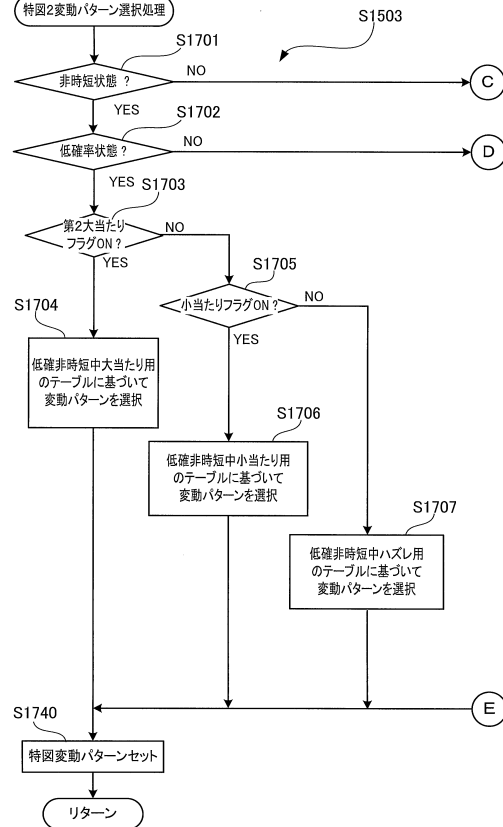 特図2変動パターン選択処理
S1503
S1701
非時短状態 ?
NO
C
YES
S1702
低確率状態?
NO
D
YES
S1703
第2大当たり
フラグON?
NO
YES
S1705
小当たりフラグON?
NO
YES
S1704
低確非時短中大当たり用
のテーブルに基づいて
変動パターンを選択
S1706
低確非時短中小当たり用
のテーブルに基づいて
変動パターンを選択
S1707
低確非時短中ハズレ用
のテーブルに基づいて
変動パターンを選択
E
S1740
特図変動パターンセット
リターン